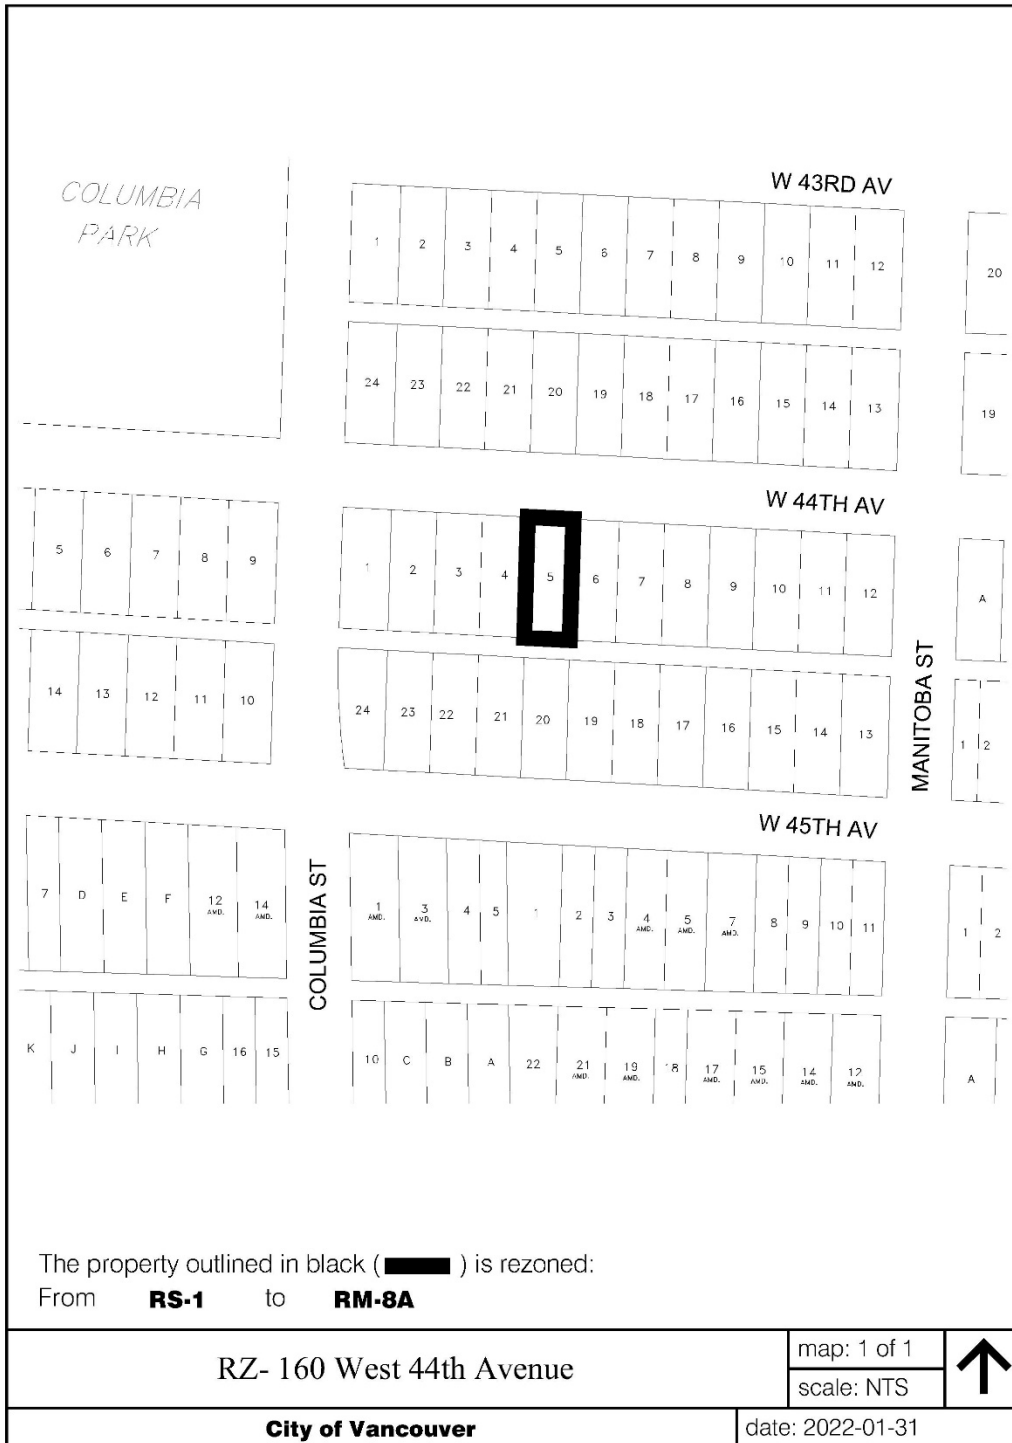 COLUMBIA
PARK
W 43RD AV
1 2 3 4 5 6 7 8 9 10 11 12
20
24 23 22 21 20 19 18 17 16 15 14 13
19
W 44TH AV
5 6 7 8 9
1 2 3 4 5 6 7 8 9 10 11 12
A
14 13 12 11 10
24 23 22 21 20 19 18 17 16 15 14 13
1 2
MANITOBA ST
W 45TH AV
7 D E F 12 AMD. 14 AMD.
COLUMBIA ST
1 AMD. 3 AMD. 4 5 1 2 3 4 AMD. 5 AMD. 7 AMD. 8 9 10 11
1 2
K J I H G 16 15
10 C B A 22 21 AMD. 19 AMD. 18 17 AMD. 15 AMD. 14 AMD. 12 AMD.
A
The property outlined in black ( ) is rezoned:
From RS-1 to RM-8A
RZ- 160 West 44th Avenue
map: 1 of 1
scale: NTS
City of Vancouver
date: 2022-01-31